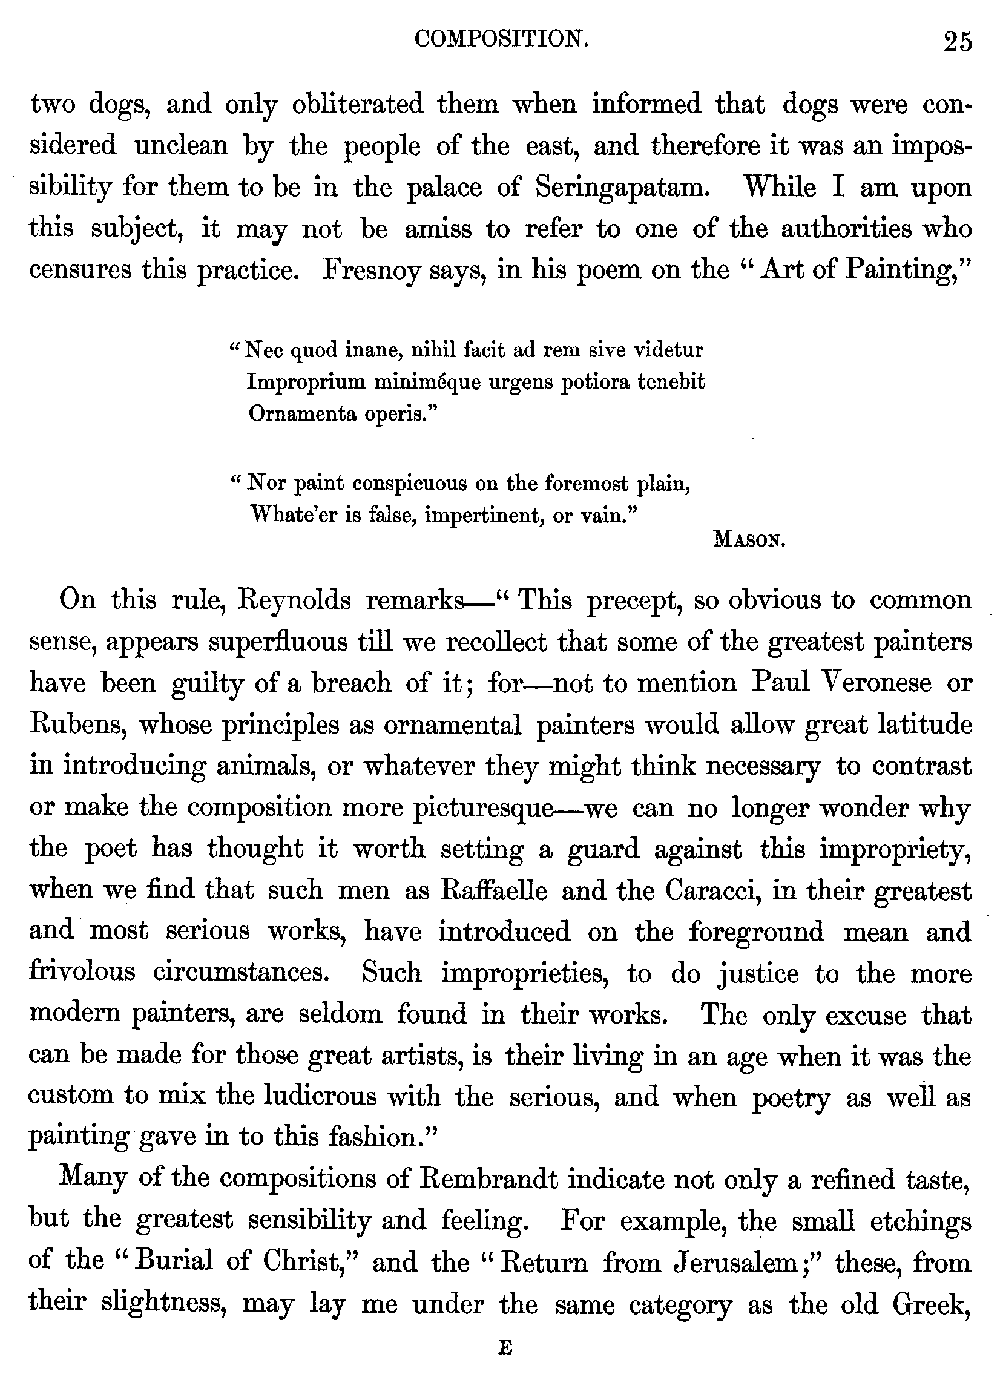 COMPOSITION. 25
two dogs, and only obliterated them when informed that dogs were con-
sidered unclean by the people of the east, and therefore it was an impos-
sibility for them to be in the palace of Seringapatam. While I am upon
this subject, it may not be amiss to refer to one of the authorities who
censures this practice. Fresnoy says, in his poem on the “Art of Painting,”
“Nec quod inane, nihil facit ad rem sive videtur
Improprium miniméque urgens potiora tenebit
Ornamenta operis.”
“Nor paint conspicuous on the foremost plain,
Whate’er is false, impertinent, or vain.”
MASON.
On this rule, Reynolds remarks—“This precept, so obvious to common
sense, appears superfluous till we recollect that some of the greatest painters
have been guilty of a breach of it; for—not to mention Paul Veronese or
Rubens, whose principles as ornamental painters would allow great latitude
in introducing animals, or whatever they might think necessary to contrast
or make the composition more picturesque—we can no longer wonder why
the poet has thought it worth setting a guard against this impropriety,
when we find that such men as Raffaelle and the Caracci, in their greatest
and most serious works, have introduced on the foreground mean and
frivolous circumstances. Such improprieties, to do justice to the more
modern painters, are seldom found in their works. The only excuse that
can be made for those great artists, is their living in an age when it was the
custom to mix the ludicrous with the serious, and when poetry as well as
painting gave in to this fashion.”
Many of the compositions of Rembrandt indicate not only a refined taste,
but the greatest sensibility and feeling. For example, the small etchings
of the “Burial of Christ,” and the “Return from Jerusalem;” these, from
their slightness, may lay me under the same category as the old Greek,
E